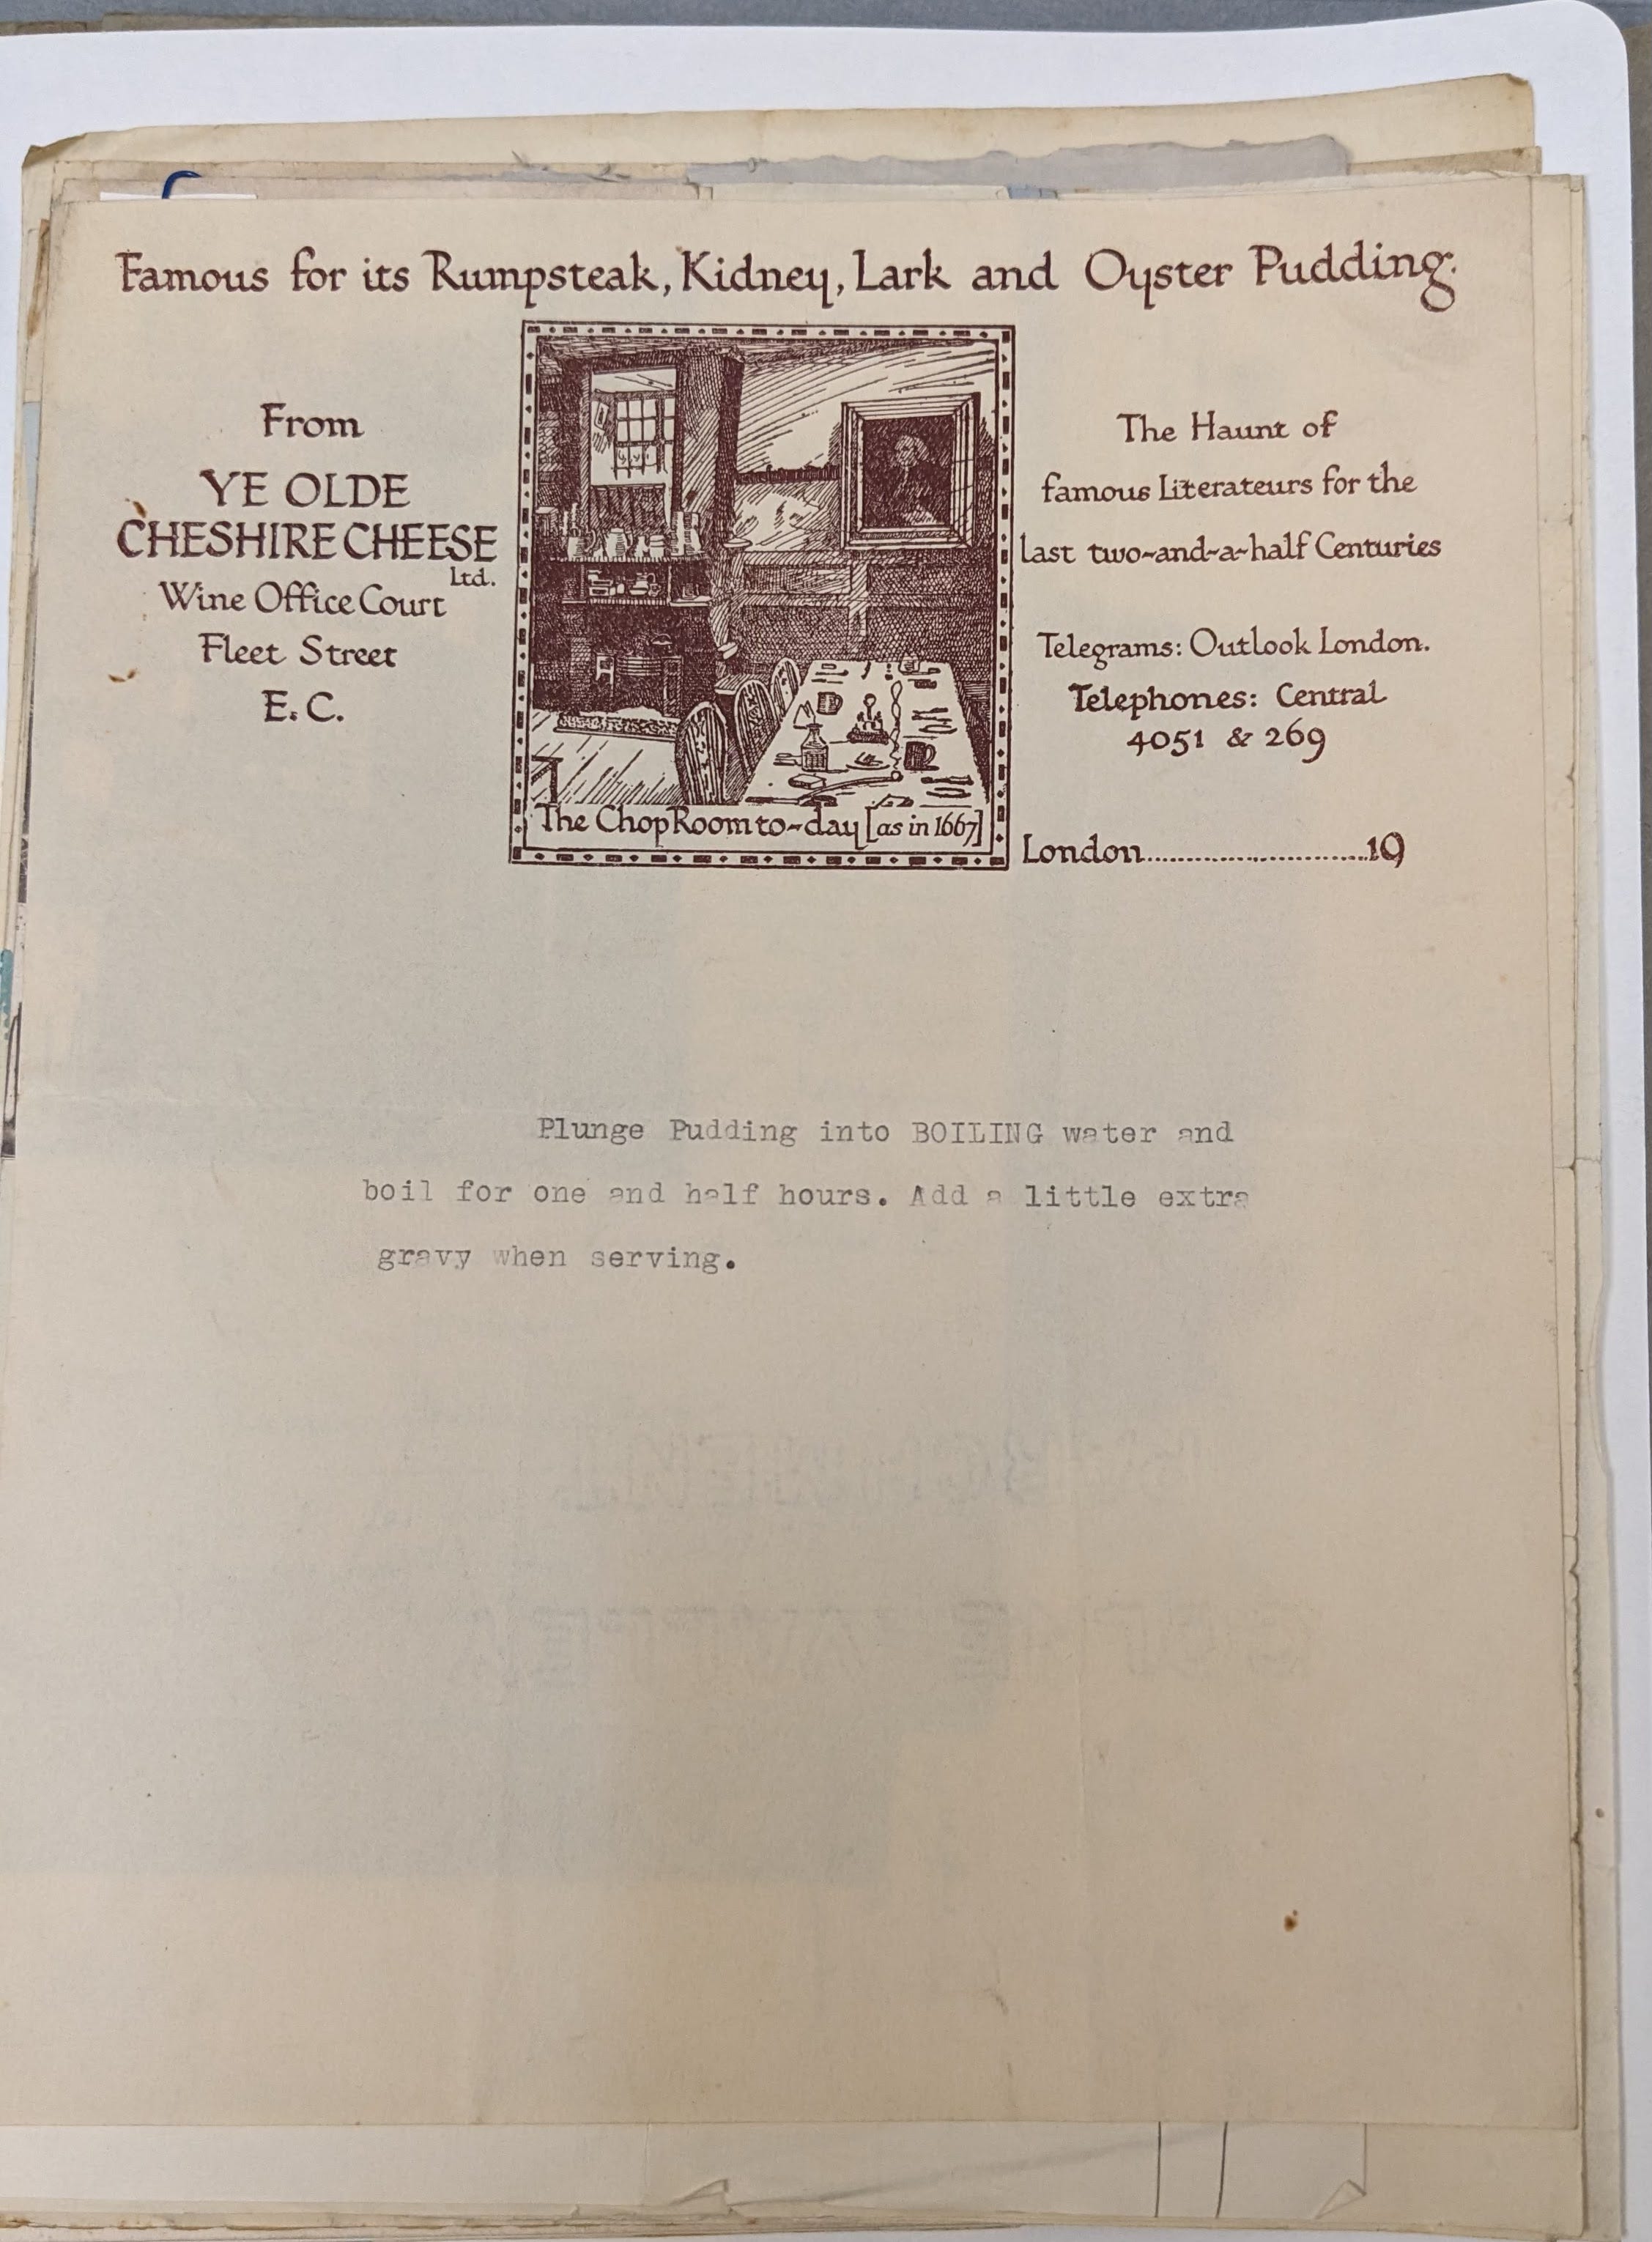 Famous for its Rumpsteak, Kidney, Lark and Oyster Pudding.
From
YE OLDE
CHESHIRE CHEESE
Ltd.
Wine Office Court
Fleet Street
E.C.
The Chop Room to-day [as in 1667]
The Haunt of
famous Literateurs for the
last two-and-a-half Centuries
Telegrams: Outlook London.
Telephones: Central
4051 & 269
London..........................19
Plunge Pudding into BOILING water and
boil for one and half hours. Add a little extra
gravy when serving.